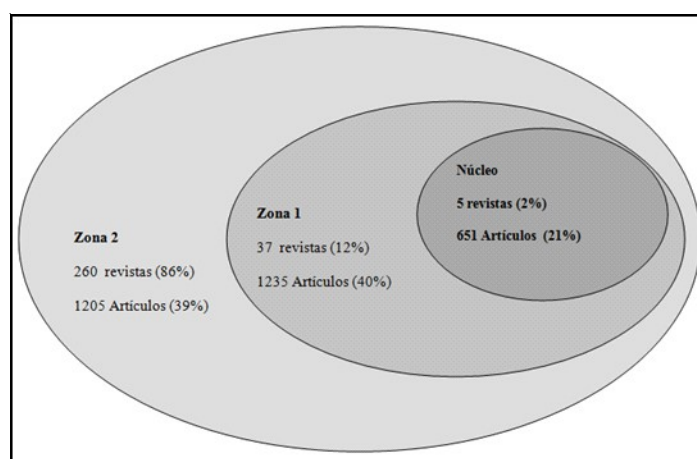 Núcleo
5 revistas (2%)
651 Artículos (21%)
Zona 1
37 revistas (12%)
1235 Artículos (40%)
Zona 2
260 revistas (86%)
1205 Artículos (39%)